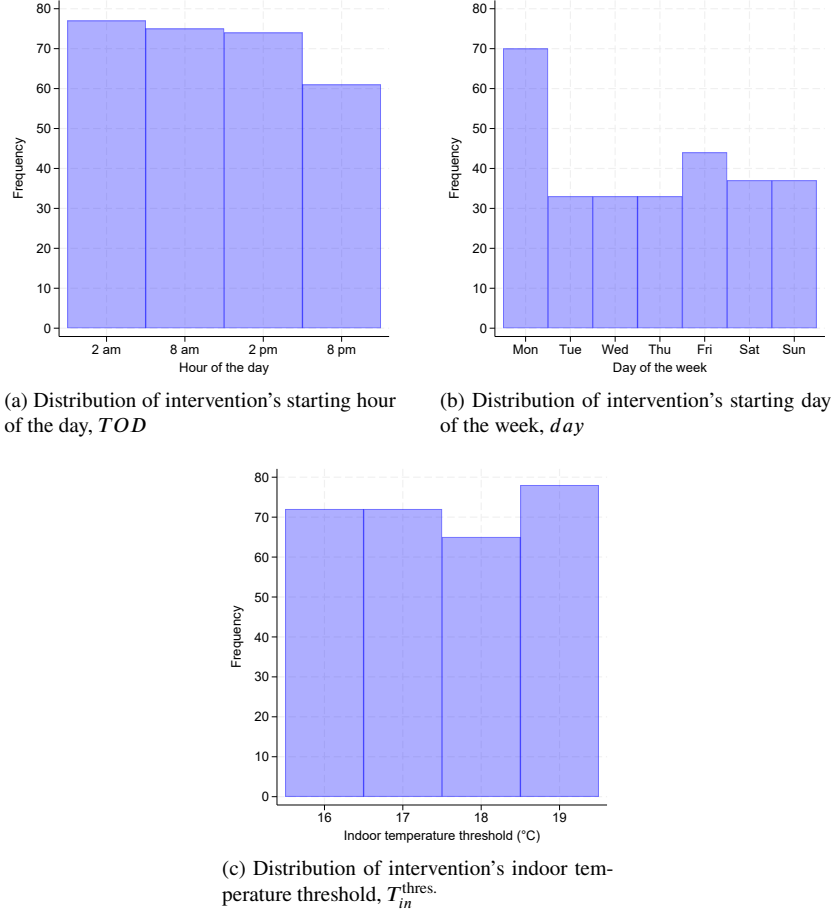 80
70
60
50
40
30
20
10
0
Frequency
2 am 8 am 2 pm 8 pm
Hour of the day
(a) Distribution of intervention's starting hour
of the day, TOD
80
70
60
50
40
30
20
10
0
Frequency
Mon Tue Wed Thu Fri Sat Sun
Day of the week
(b) Distribution of intervention's starting day
of the week, day
80
70
60
50
40
30
20
10
0
Frequency
16 17 18 19
Indoor temperature threshold (°C)
(c) Distribution of intervention's indoor tem-
perature threshold, T_in^thres.